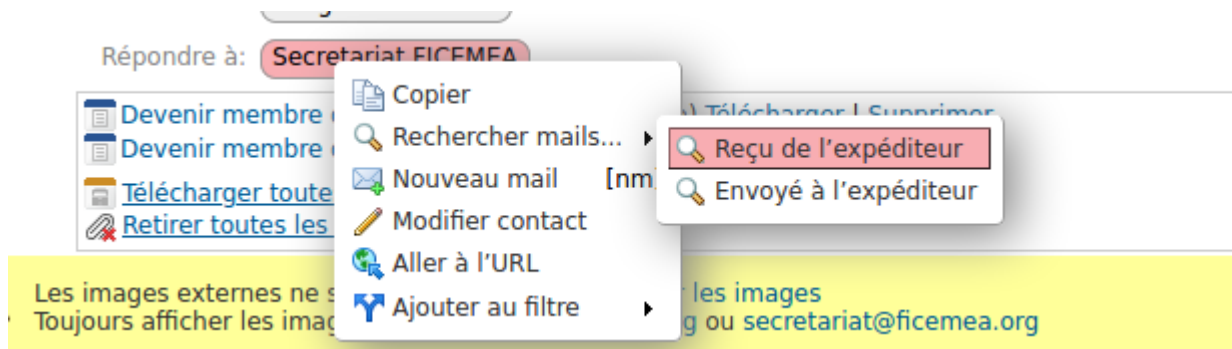 Répondre à: Secretariat FICEMEA
Copier
Devenir membre Télécharger | Supprimer
Rechercher mails... Reçu de l'expéditeur
Devenir membre
Nouveau mail [nm Envoyé à l'expéditeur
Télécharger toute
Modifier contact
Retirer toutes les
Aller à l'URL
Les images externes ne les images
Ajouter au filtre
Toujours afficher les ou secretariat@ficemea.org